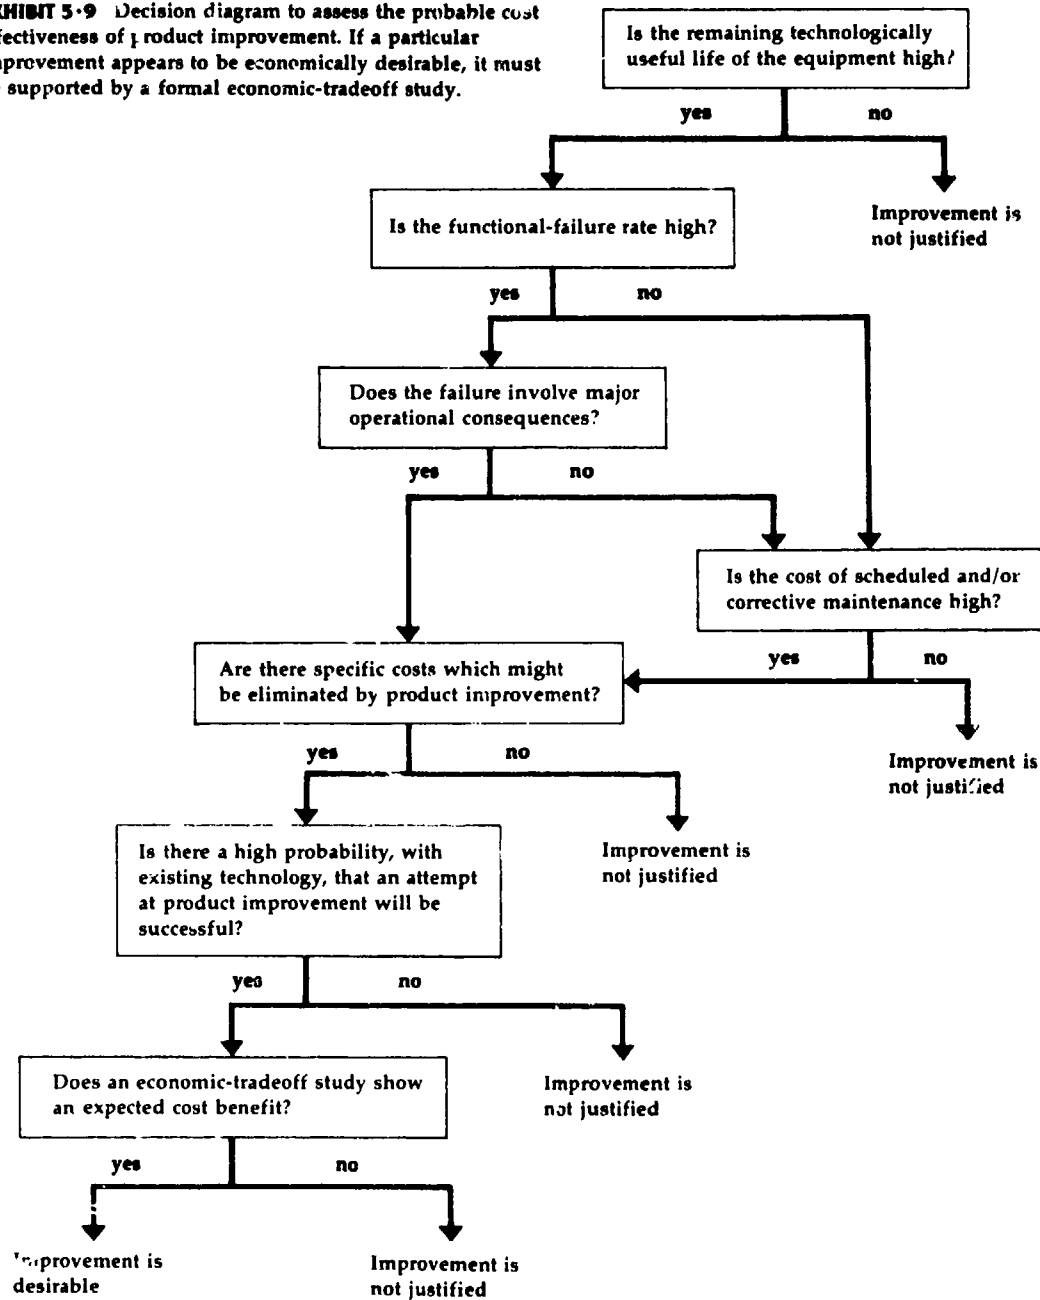 EXHIBIT 5·9 Decision diagram to assess the probable cost
effectiveness of product improvement. If a particular
improvement appears to be economically desirable, it must
supported by a formal economic-tradeoff study.
Is the remaining technologically
useful life of the equipment high?
yes
no
Improvement is
not justified
Is the functional-failure rate high?
yes
no
Does the failure involve major
operational consequences?
yes
no
Is the cost of scheduled and/or
corrective maintenance high?
yes
no
Improvement is
not justified
Are there specific costs which might
be eliminated by product improvement?
yes
no
Improvement is
not justified
Is there a high probability, with
existing technology, that an attempt
at product improvement will be
successful?
yes
no
Improvement is
not justified
Does an economic-tradeoff study show
an expected cost benefit?
yes
no
Improvement is
desirable
Improvement is
not justified